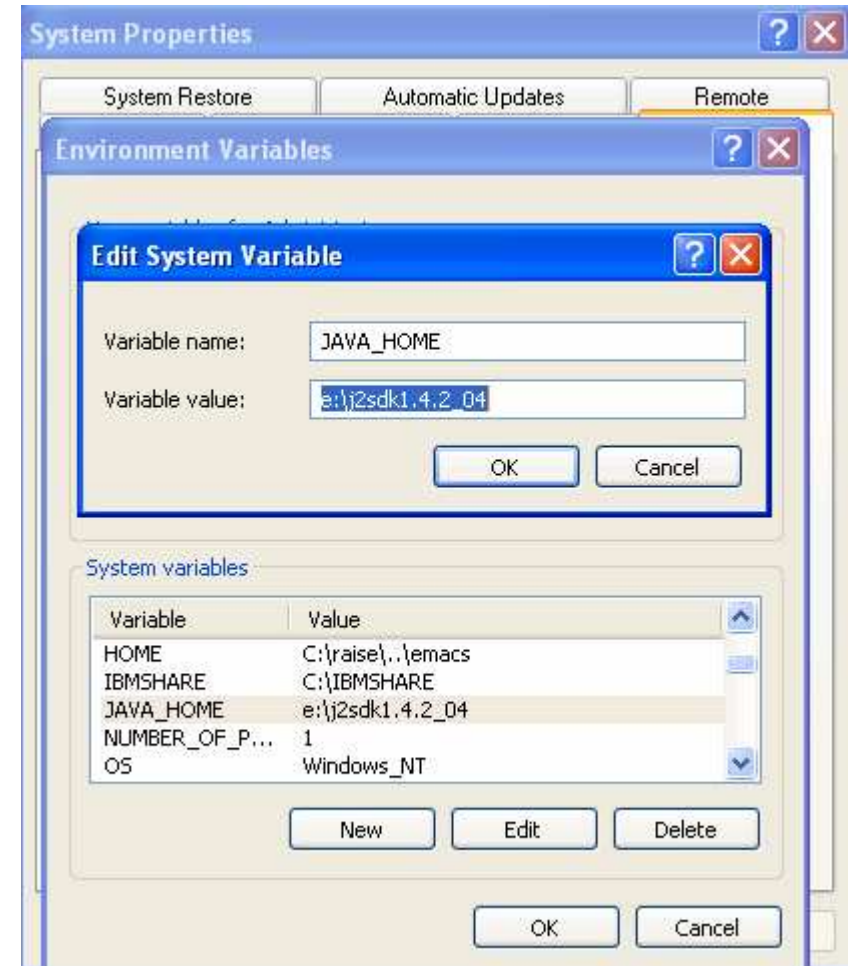 System Properties
System Restore Automatic Updates Remote
Environment Variables
Edit System Variable
Variable name: JAVA_HOME
Variable value: e:\j2sdk1.4.2_04
OK Cancel
System variables
Variable Value
HOME C:\raise\..\emacs
IBMSHARE C:\IBMSHARE
JAVA_HOME e:\j2sdk1.4.2_04
NUMBER_OF_P... 1
OS Windows_NT
New Edit Delete
OK Cancel